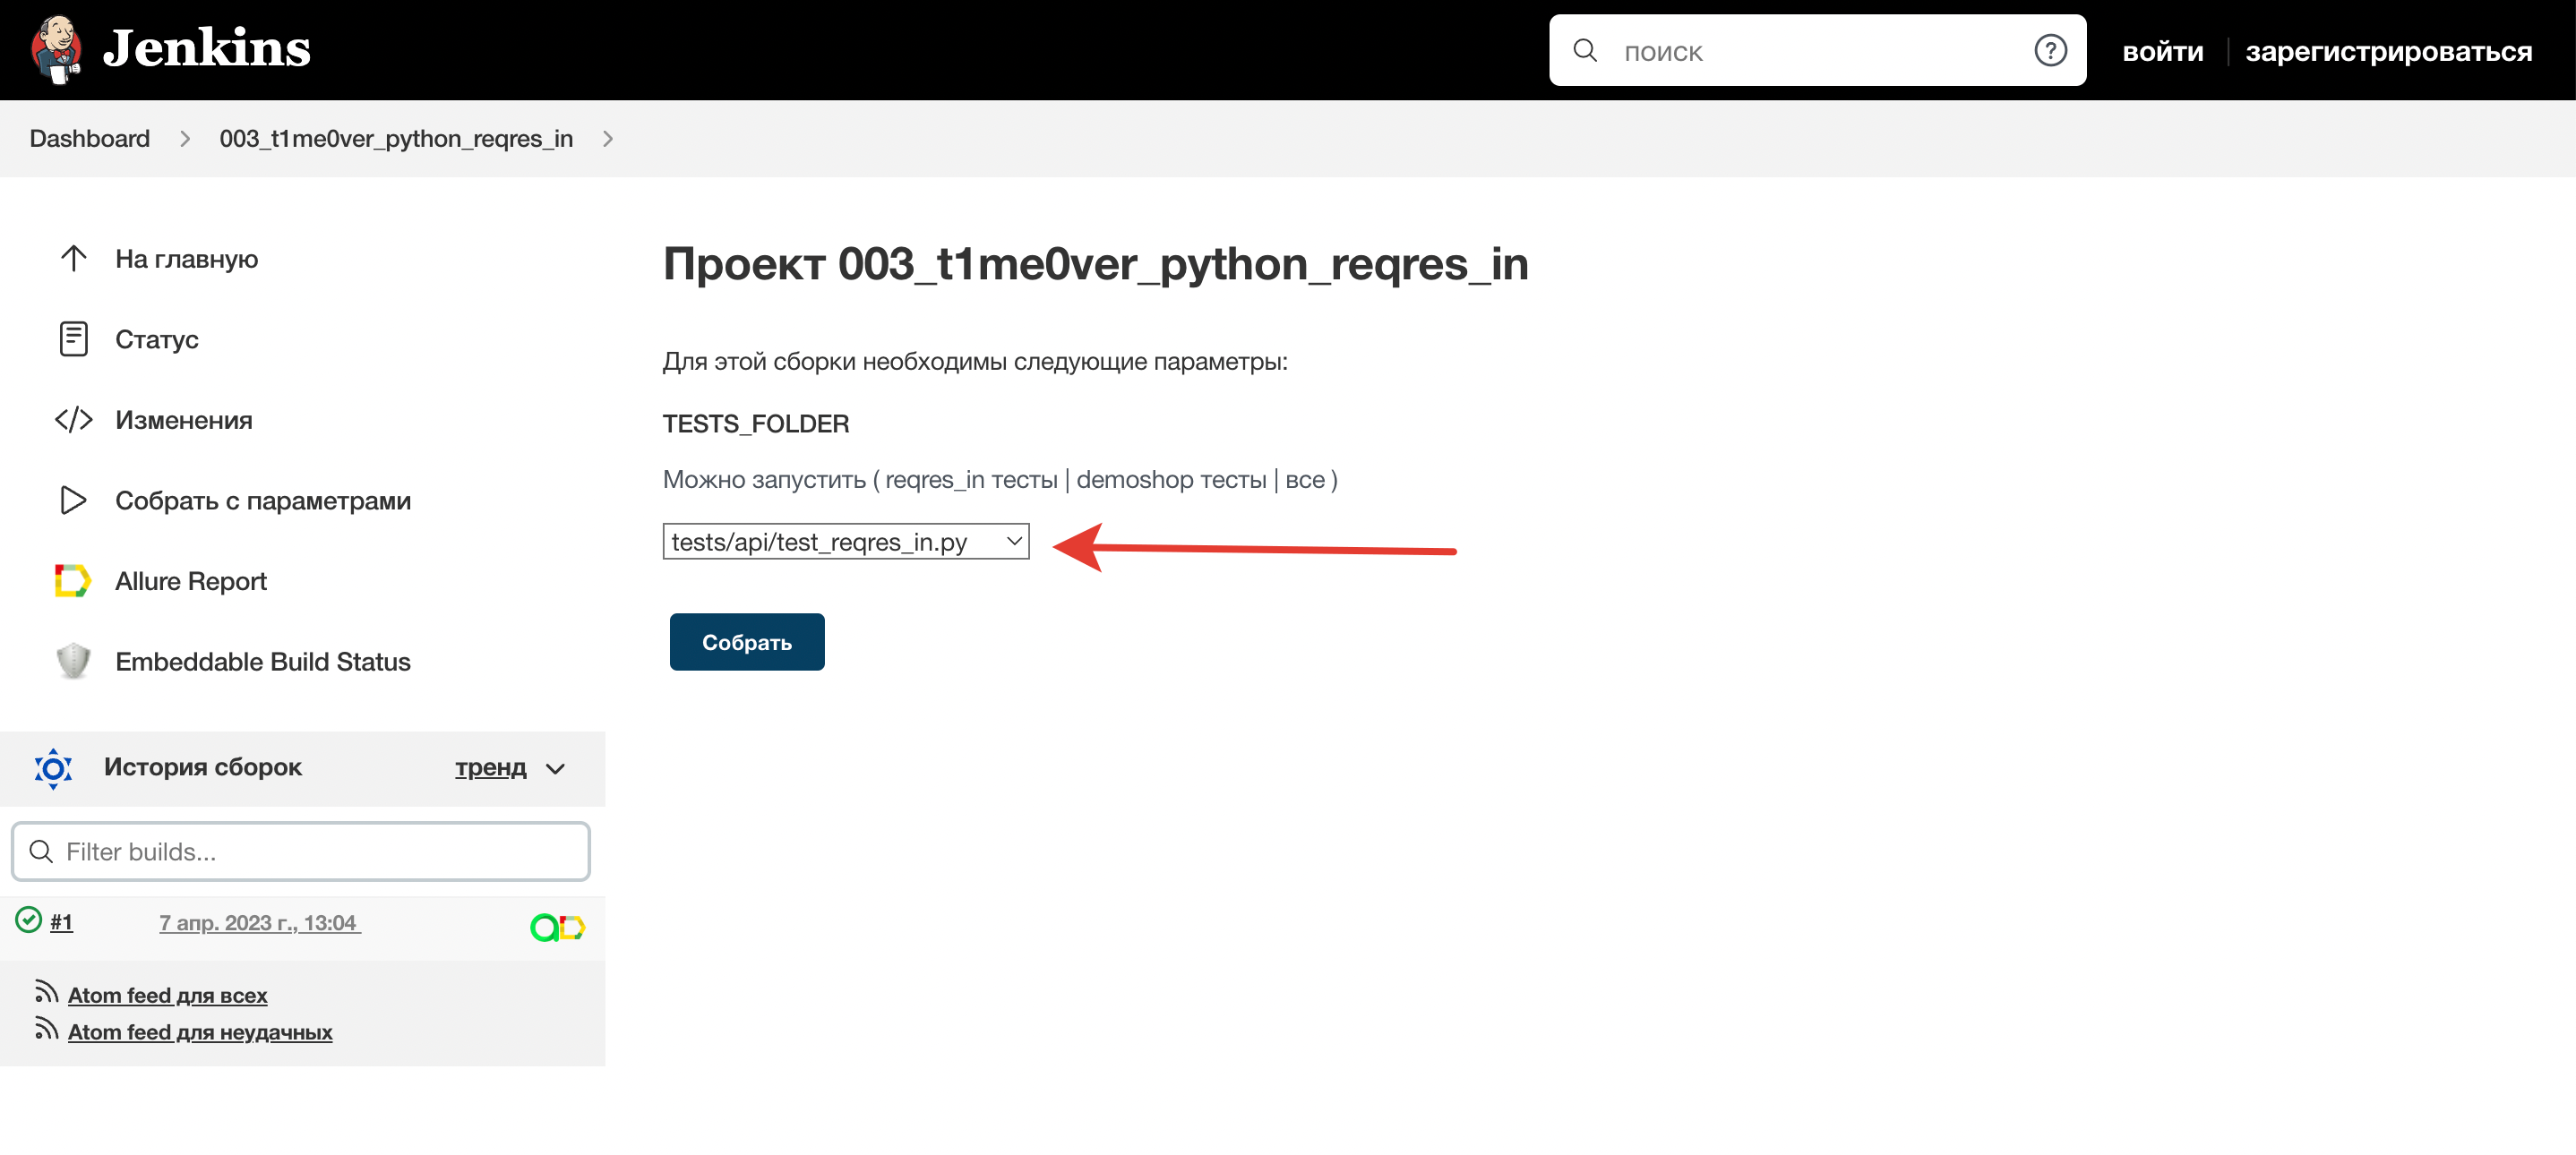 Jenkins
поиск
войти
зарегистрироваться
Dashboard
003_t1me0ver_python_reqres_in
На главную
Статус
Изменения
Собрать с параметрами
Allure Report
Embeddable Build Status
История сборок
тренд
Filter builds...
#1
7 апр. 2023 г., 13:04
Atom feed для всех
Atom feed для неудачных
Проект 003_t1me0ver_python_reqres_in
Для этой сборки необходимы следующие параметры:
TESTS_FOLDER
Можно запустить ( reqres_in тесты | demoshop тесты | все )
tests/api/test_reqres_in.py
Собрать